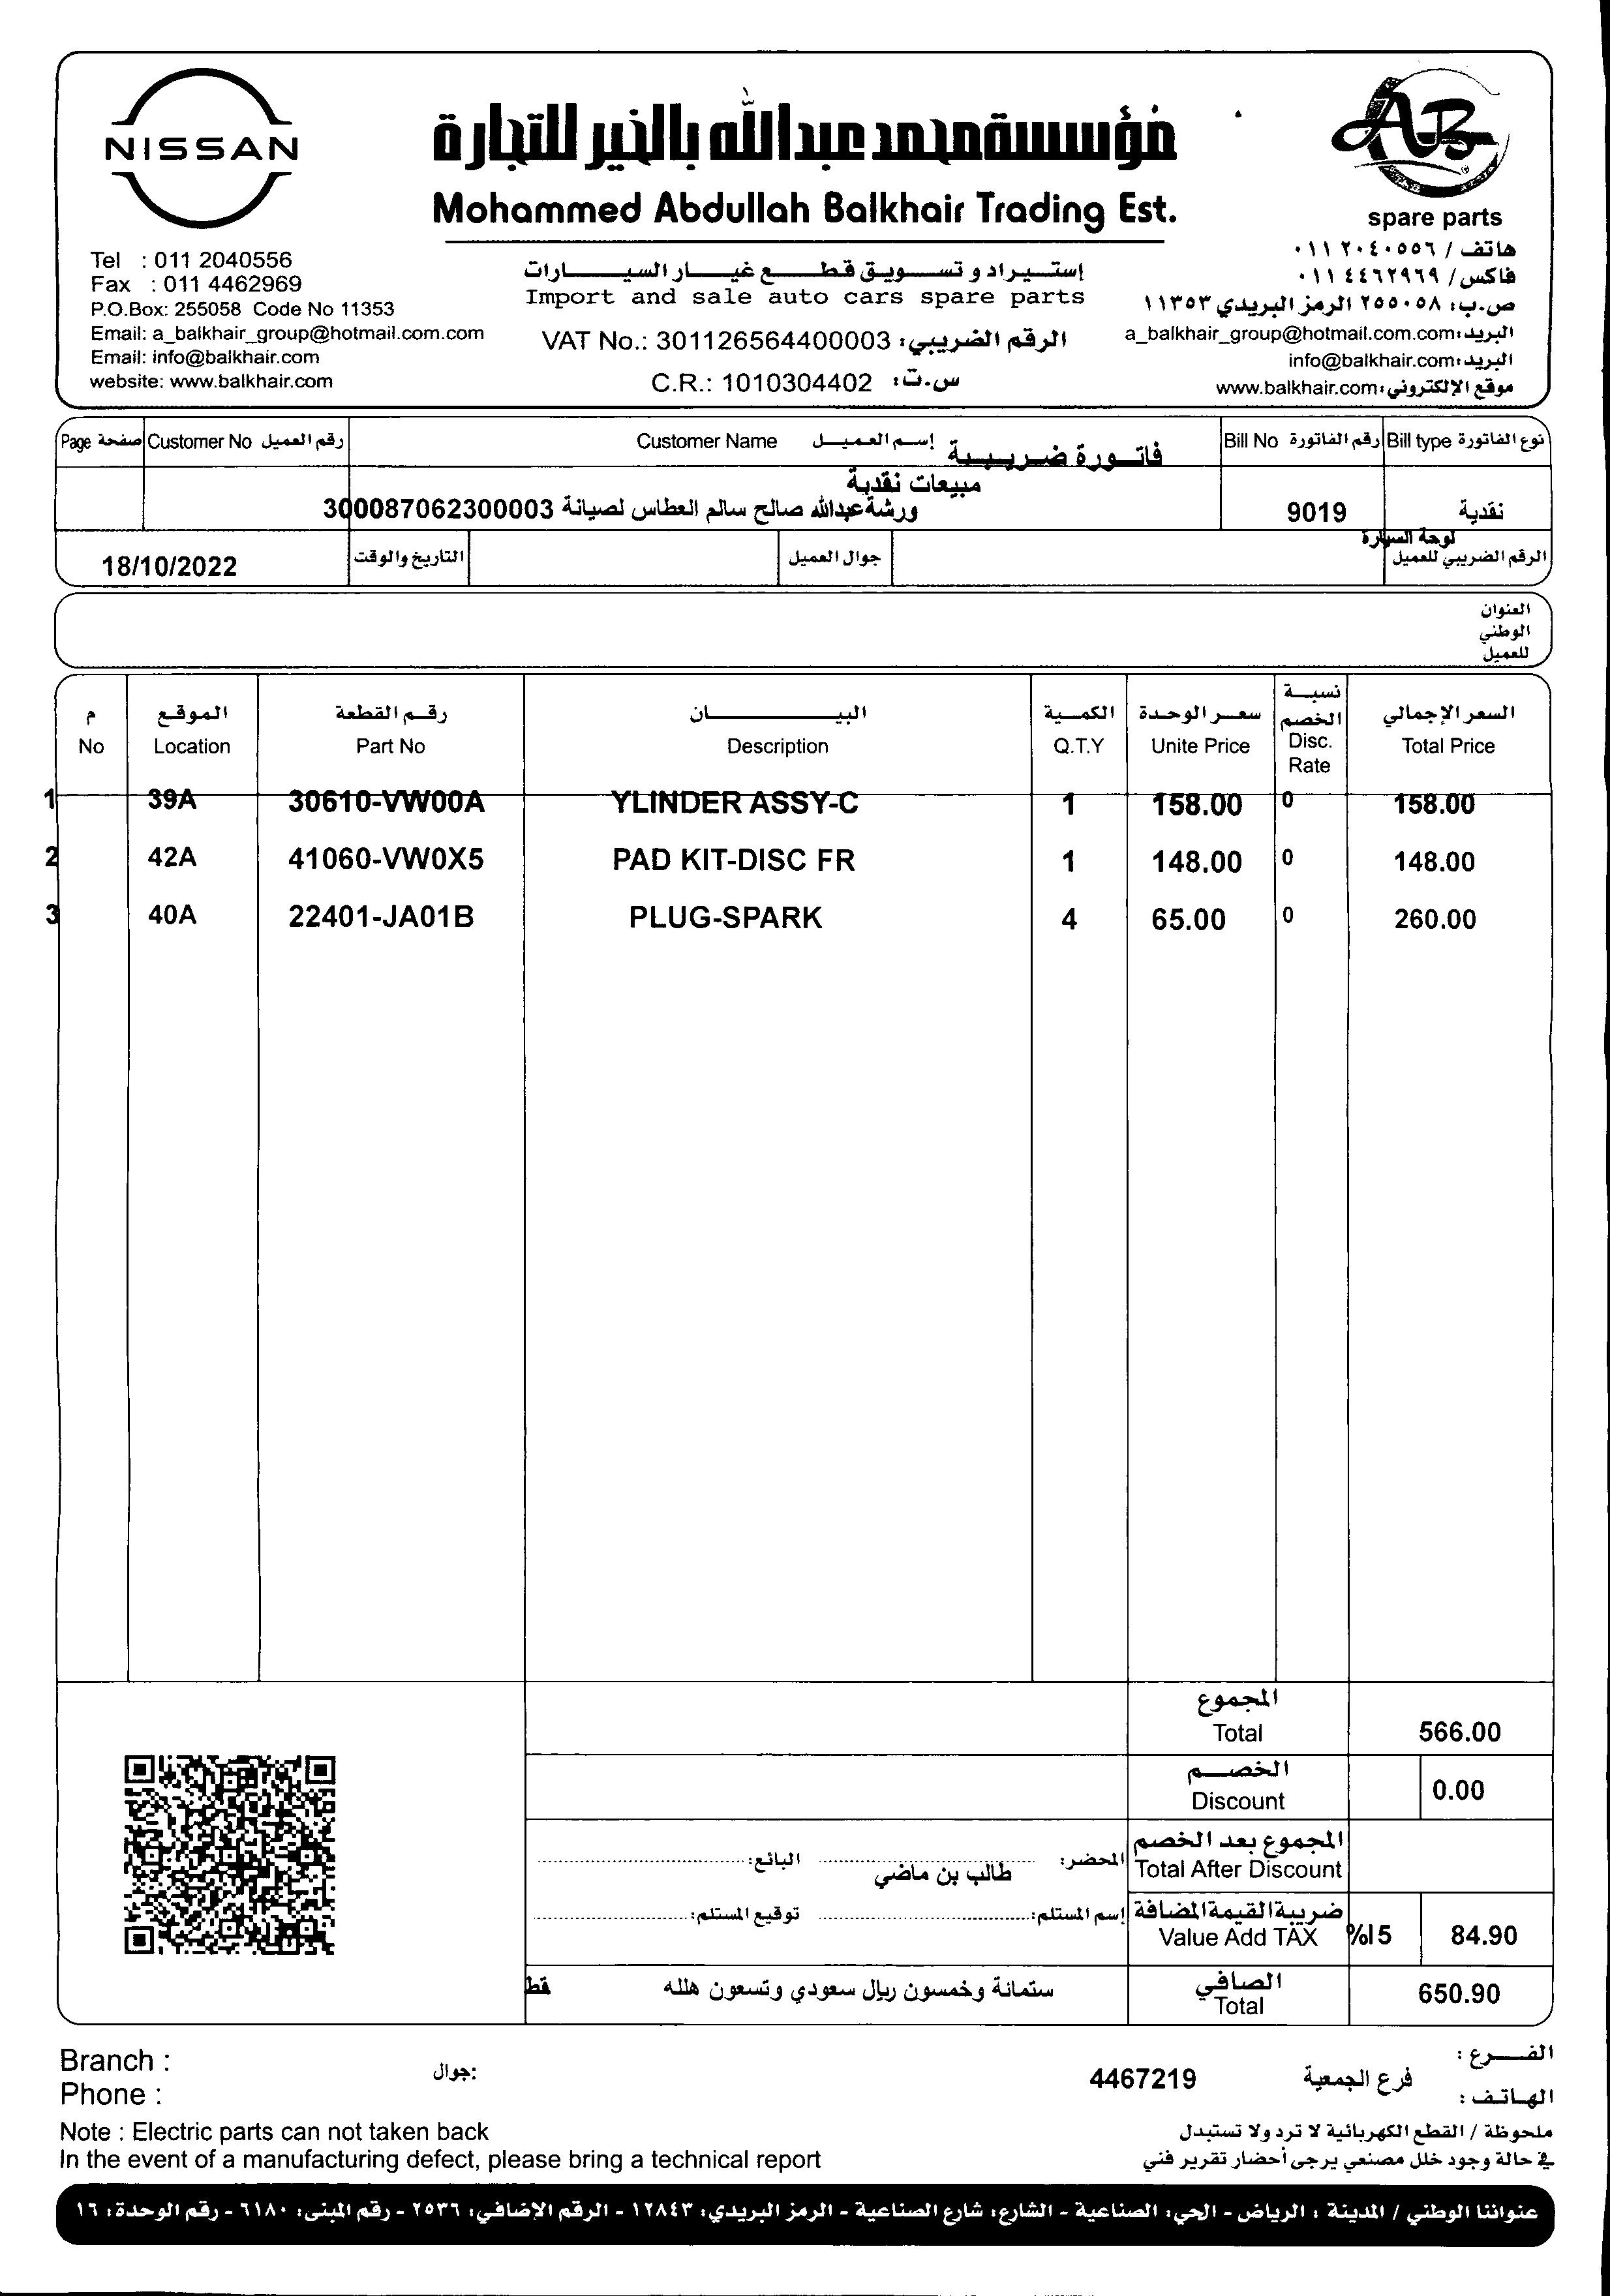 NISSAN
مؤسسة محمد عبدالله بالخير للتجارة
Mohammed Abdullah Balkhair Trading Est.
AB
spare parts
Tel : 011 2040556
Fax : 011 4462969
P.O.Box: 255058 Code No 11353
Email: a_balkhair_group@hotmail.com.com
Email: info@balkhair.com
website: www.balkhair.com
إستيراد و تسويق قطع غيار السيارات
Import and sale auto cars spare parts
VAT No.: 301126564400003 :الرقم الضريبي
C.R.: 1010304402 :س.ت
هاتف / ٠١١ ٢٠٤٠٥٥٦
فاكس / ٠١١ ٤٤٦٢٩٦٩
ص.ب: ٢٥٥٠٥٨ الرمز البريدي ١١٣٥٣
البريد: a_balkhair_group@hotmail.com.com
البريد: info@balkhair.com
موقع الإلكتروني: www.balkhair.com
Page صفحة Customer No رقم العميل Customer Name إسم العميل فاتورة ضريبية Bill No رقم الفاتورة Bill type نوع الفاتورة
مبيعات نقدية
ورشة عبدالله صالح سالم العطاس لصيانة 300087062300003 9019 نقدية
لوحة السيارة
18/10/2022 التاريخ والوقت جوال العميل الرقم الضريبي للعميل
العنوان
الوطني
للعميل
م الموقع رقم القطعة البيان الكمية سعر الوحدة نسبة الخصم السعر الإجمالي
No Location Part No Description Q.T.Y Unite Price Disc. Rate Total Price
1 39A 30610-VW00A YLINDER ASSY-C 1 158.00 0 158.00
2 42A 41060-VW0X5 PAD KIT-DISC FR 1 148.00 0 148.00
3 40A 22401-JA01B PLUG-SPARK 4 65.00 0 260.00
المجموع
Total 566.00
الخصم
Discount 0.00
المجموع بعد الخصم
Total After Discount
المحضر: طالب بن ماضي البائع:
إسم المستلم: توقيع المستلم:
ضريبة القيمة المضافة
Value Add TAX %15 84.90
الصافي
Total 650.90
ستمائة وخمسون ريال سعودي وتسعون هلله قط
Branch :
Phone :
جوال:
4467219
الفرع : فرع الجمعية
الهاتف :
Note : Electric parts can not taken back
In the event of a manufacturing defect, please bring a technical report
ملحوظة / القطع الكهربائية لا ترد ولا تستبدل
في حالة وجود خلل مصنعي يرجى أحضار تقرير فني
عنواننا الوطني / المدينة : الرياض - الحي: الصناعية - الشارع: شارع الصناعية - الرمز البريدي: ١٢٨٤٣ - الرقم الإضافي: ٢٥٣٦ - رقم المبنى: ٦١٨٠ - رقم الوحدة: ١٦